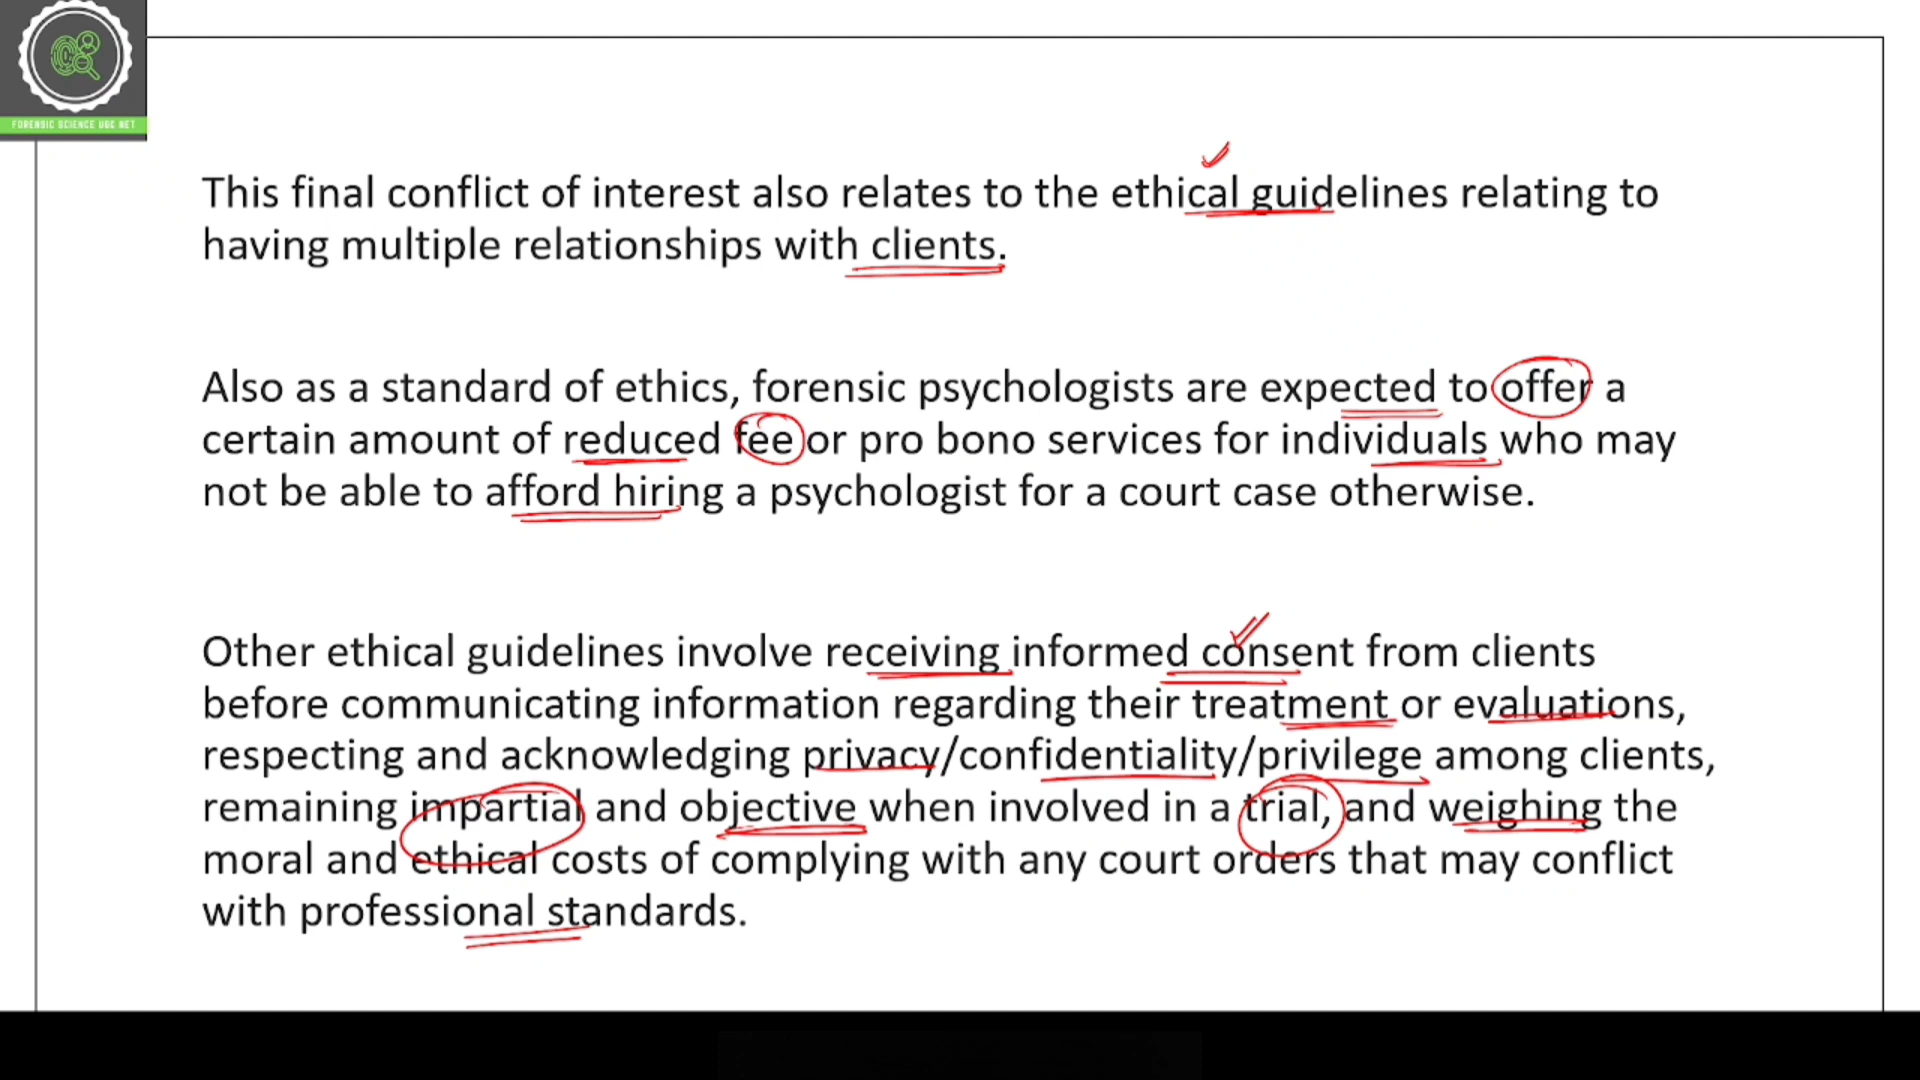 FORENSIC SCIENCE UGC NET
This final conflict of interest also relates to the ethical guidelines relating to
having multiple relationships with clients.
Also as a standard of ethics, forensic psychologists are expected to offer a
certain amount of reduced fee or pro bono services for individuals who may
not be able to afford hiring a psychologist for a court case otherwise.
Other ethical guidelines involve receiving informed consent from clients
before communicating information regarding their treatment or evaluations,
respecting and acknowledging privacy/confidentiality/privilege among clients,
remaining impartial and objective when involved in a trial, and weighing the
moral and ethical costs of complying with any court orders that may conflict
with professional standards.